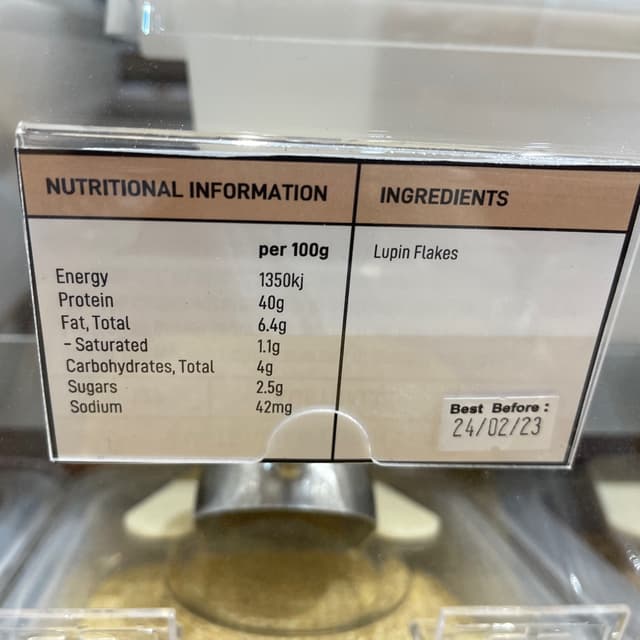 NUTRITIONAL INFORMATION
per 100g
Energy 1350kj
Protein 40g
Fat, Total 6.4g
- Saturated 1.1g
Carbohydrates, Total 4g
Sugars 2.5g
Sodium 42mg
INGREDIENTS
Lupin Flakes
Best Before:
24/02/23